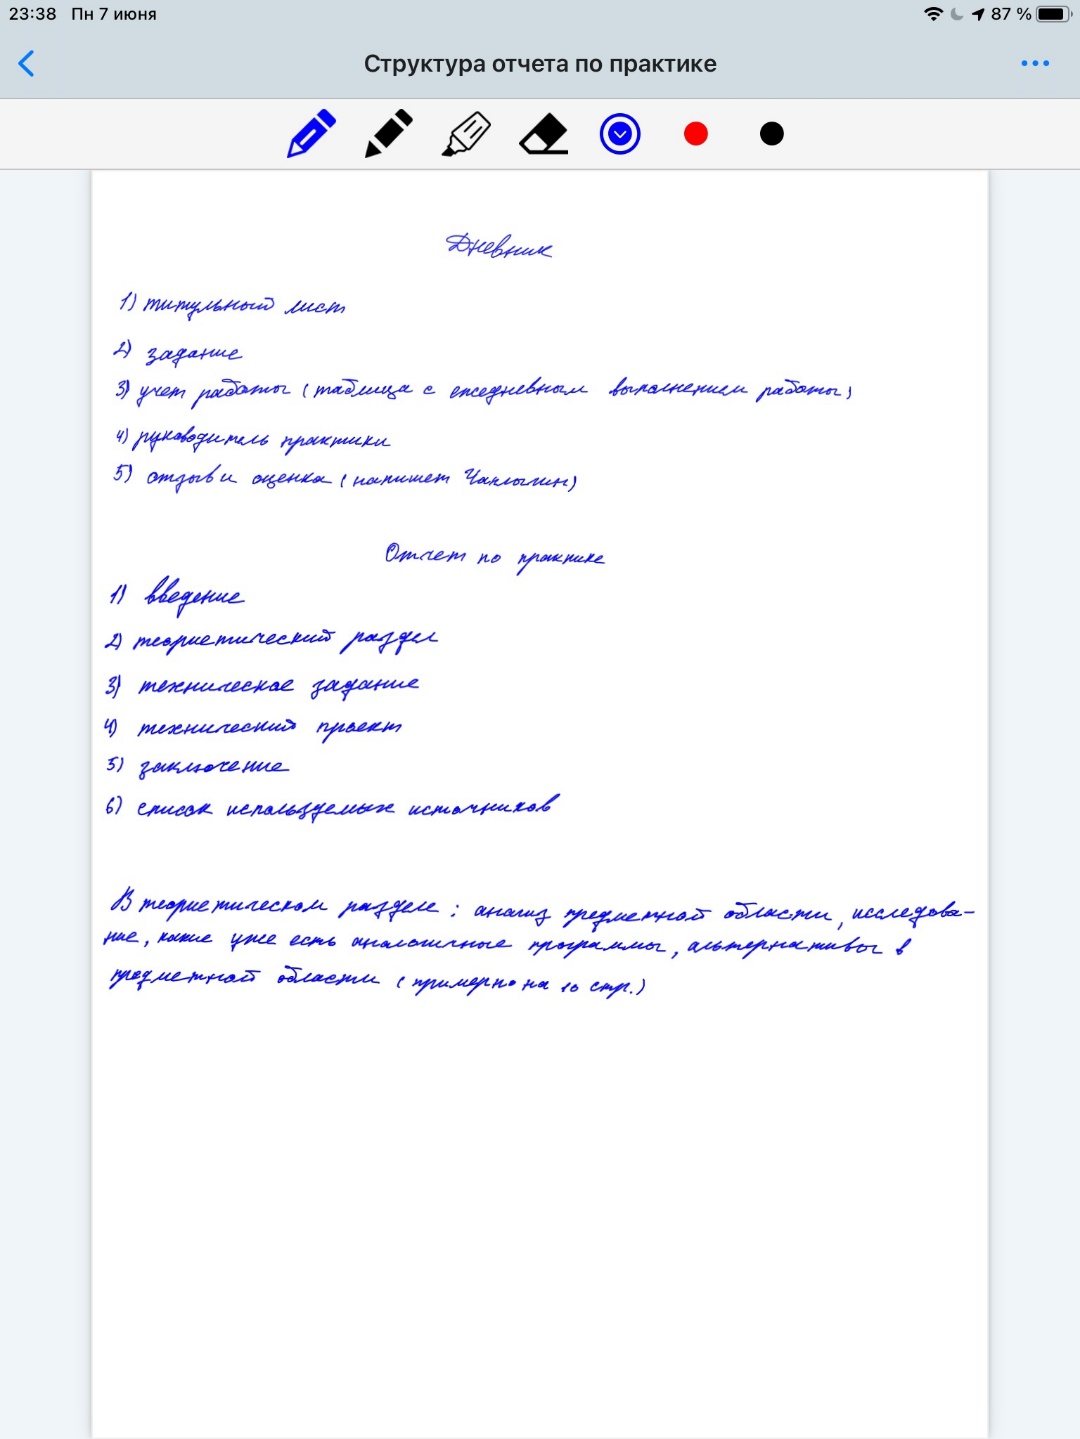 23:38 Пн 7 июня 87 %
Структура отчета по практике
Дневник
1) титульный лист
2) задание
3) учет работы (таблица с ежедневным выполнением работы)
4) руководитель практики
5) отзыв и оценка (напишет Чаплыгин)
Отчет по практике
1) введение
2) теоретический раздел
3) техническое задание
4) технический проект
5) заключение
6) список используемых источников
В теоретическом разделе: анализ предметной области, исследова-
ние, какие уже есть аналогичные программы, альтернативы в
предметной области (примерно на 10 стр.)